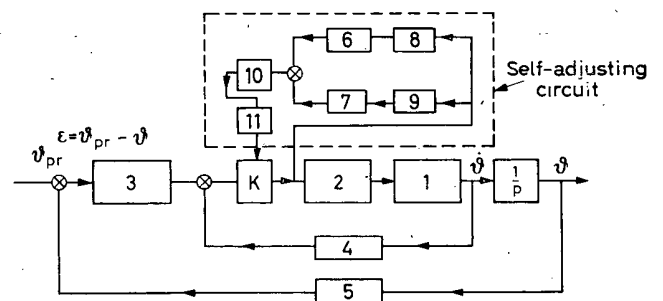 6
8
10
7
9
Self-adjusting
circuit
11
ε=ϑpr - ϑ
ϑpr
3
K
2
1
ϑ̇
1
p
ϑ
4
5